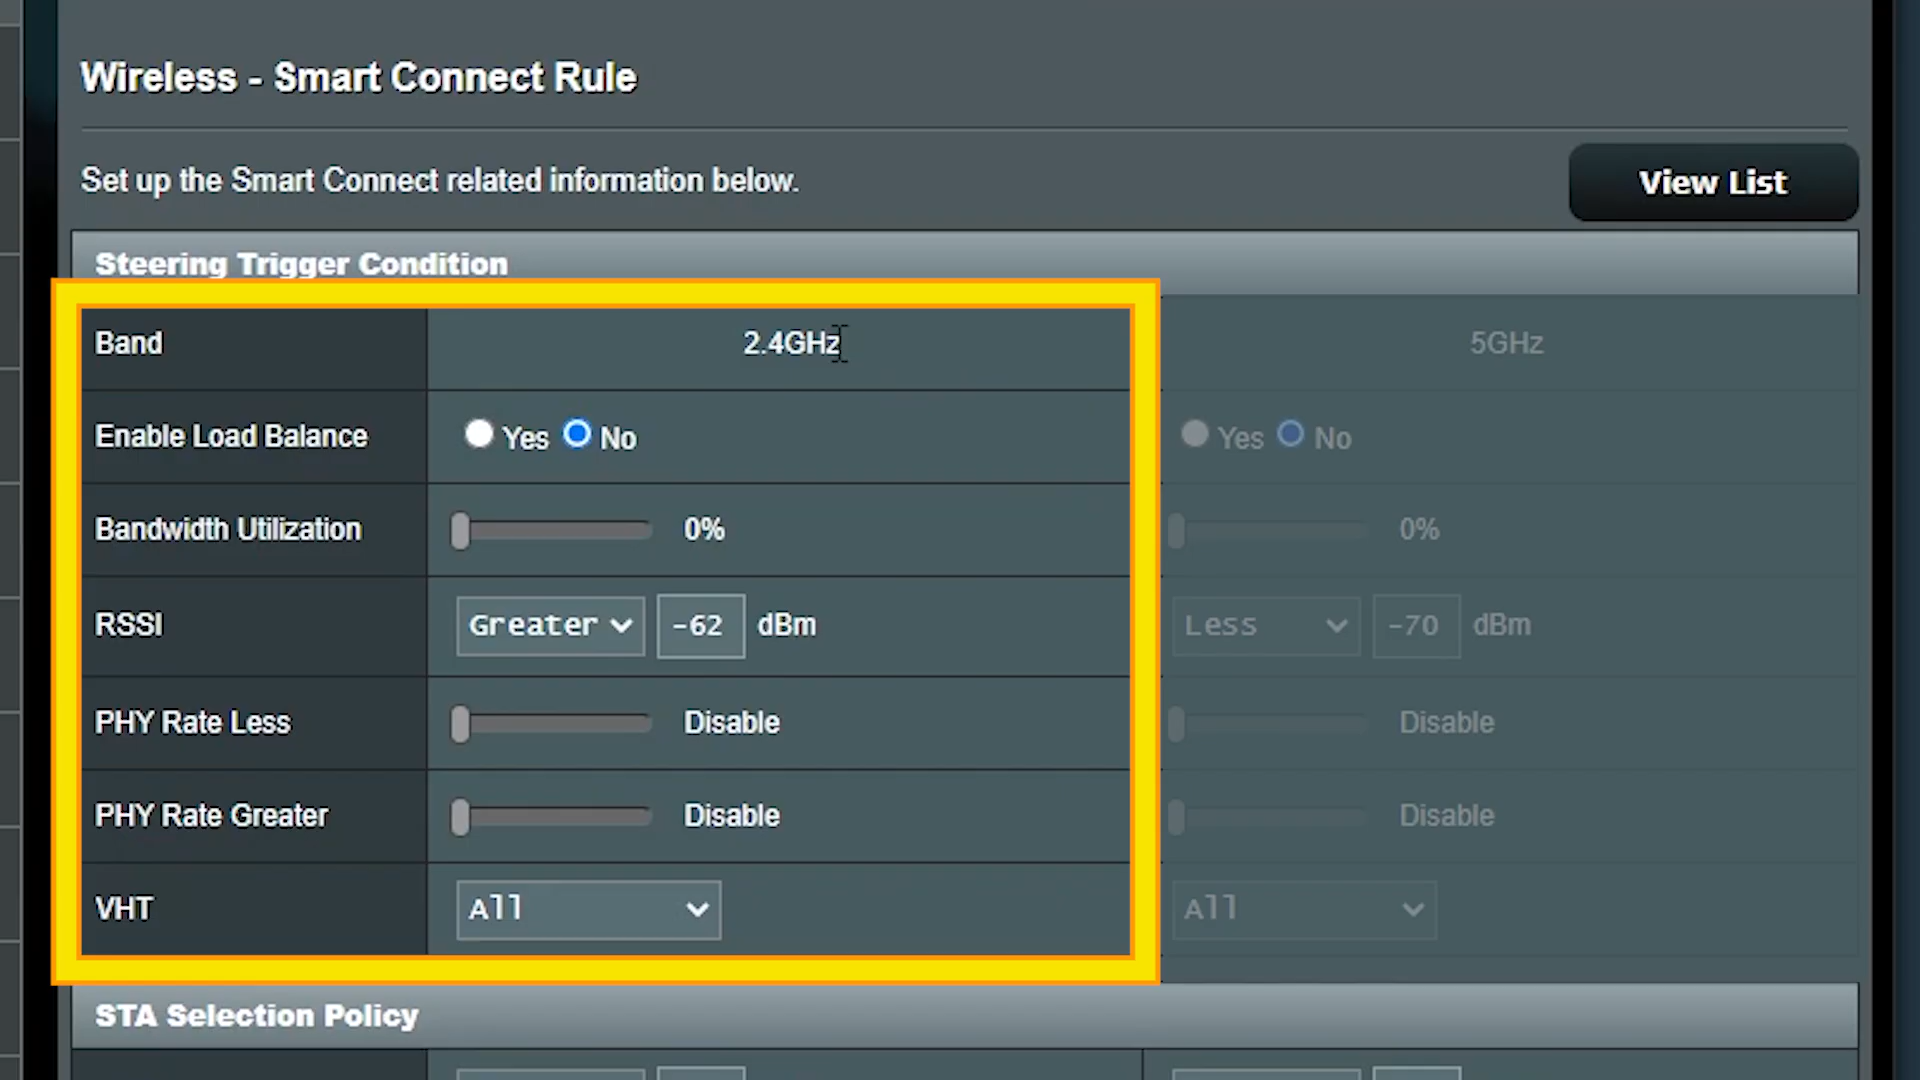 Wireless - Smart Connect Rule
Set up the Smart Connect related information below.
View List
Steering Trigger Condition
Band 2.4GHz 5GHz
Enable Load Balance Yes No Yes No
Bandwidth Utilization 0% 0%
RSSI Greater -62 dBm Less -70 dBm
PHY Rate Less Disable Disable
PHY Rate Greater Disable Disable
VHT All All
STA Selection Policy